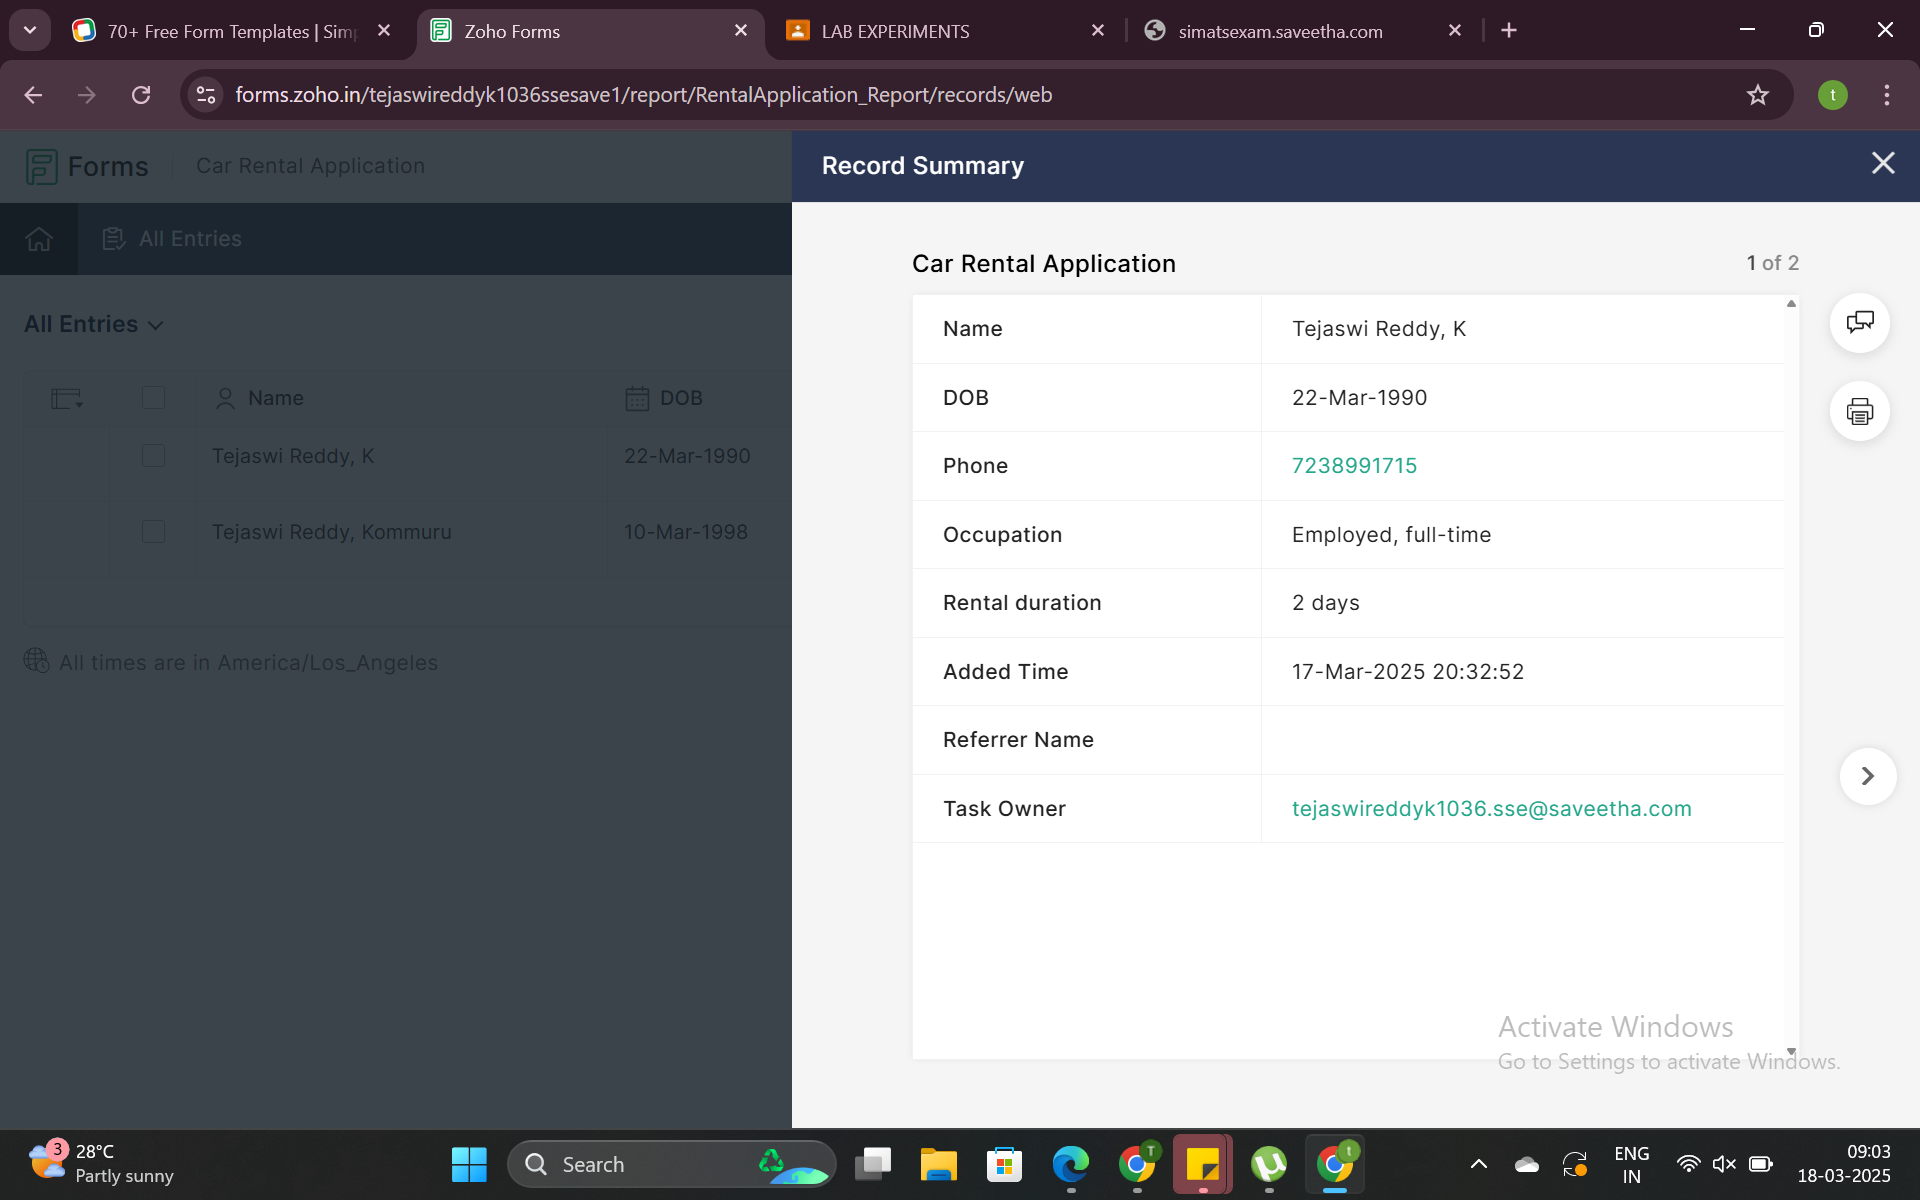 70+ Free Form Templates | Sim
Zoho Forms
LAB EXPERIMENTS
simatsexam.saveetha.com
forms.zoho.in/tejaswireddyk1036ssesave1/report/RentalApplication_Report/records/web
t
Forms
Car Rental Application
Record Summary
All Entries
Car Rental Application
1 of 2
All Entries
Name
DOB
Tejaswi Reddy, K
22-Mar-1990
Tejaswi Reddy, Kommuru
10-Mar-1998
All times are in America/Los_Angeles
Name
Tejaswi Reddy, K
DOB
22-Mar-1990
Phone
7238991715
Occupation
Employed, full-time
Rental duration
2 days
Added Time
17-Mar-2025 20:32:52
Referrer Name
Task Owner
tejaswireddyk1036.sse@saveetha.com
Activate Windows
Go to Settings to activate Windows.
3
28°C
Partly sunny
Search
T
t
ENG
IN
09:03
18-03-2025